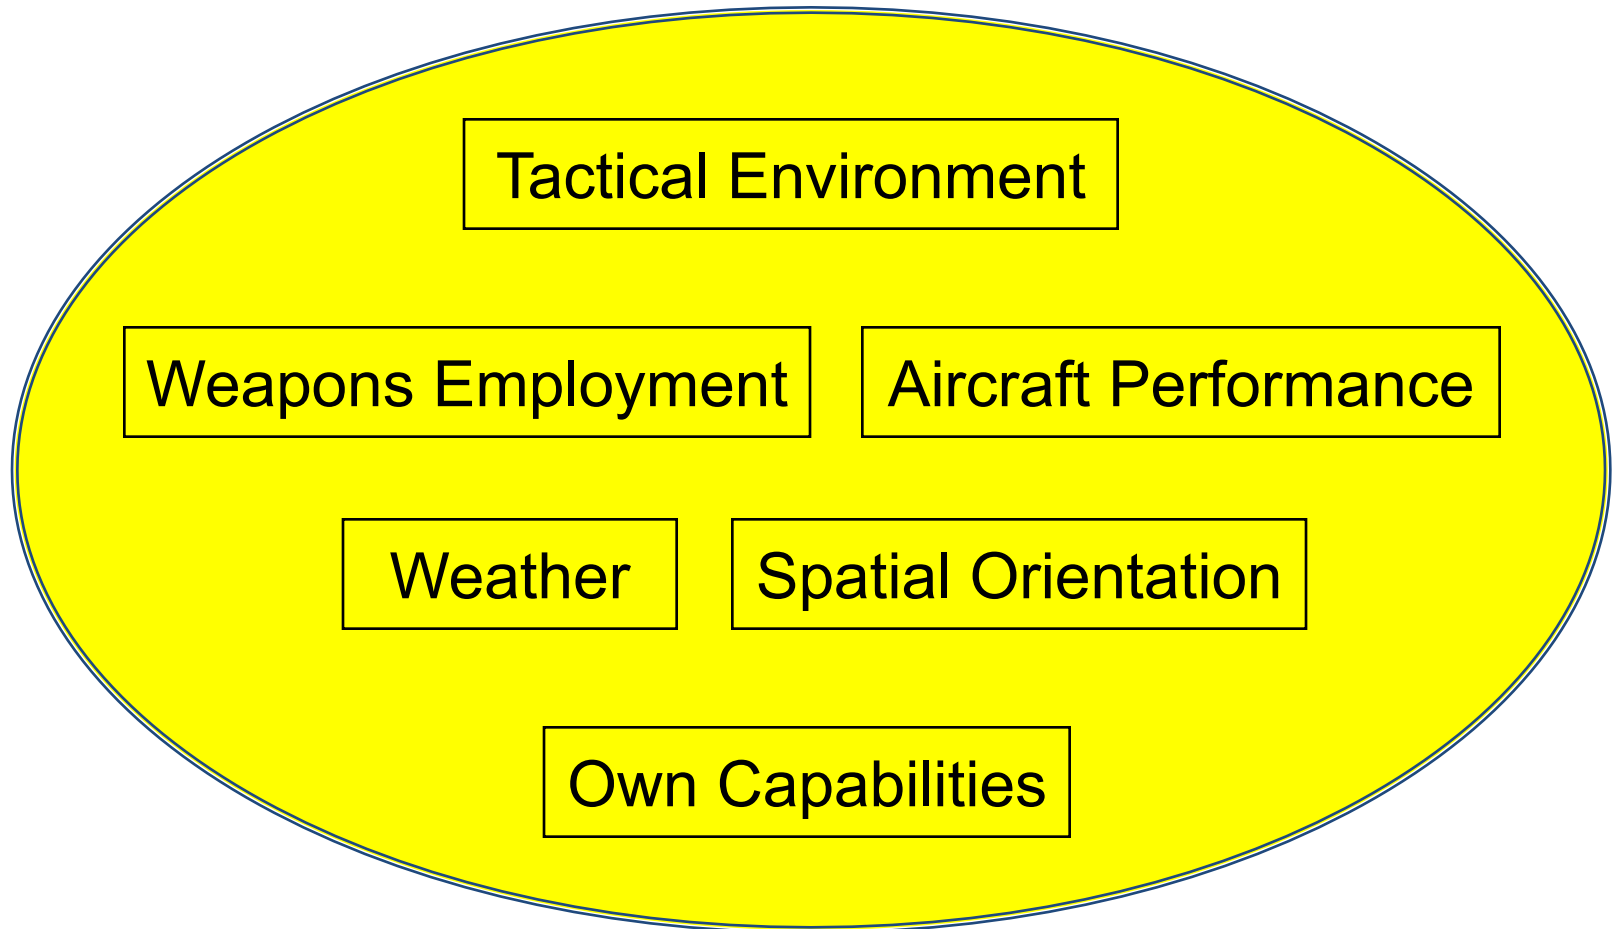 Tactical Environment
Weapons Employment
Aircraft Performance
Weather
Spatial Orientation
Own Capabilities